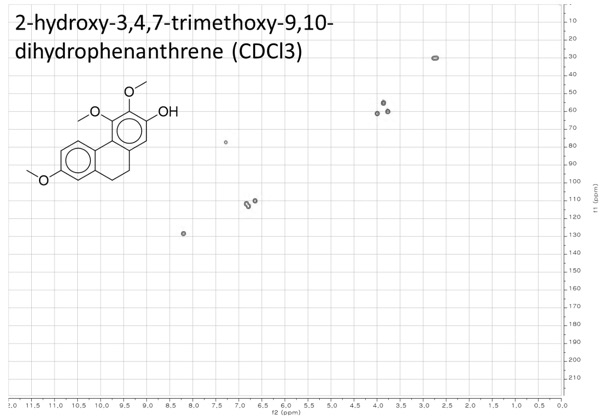 2-hydroxy-3,4,7-trimethoxy-9,10-
dihydrophenanthrene (CDCl3)
O
O
OH
O
10
20
30
40
50
60
70
80
90
100
110
120
130
140
150
160
170
180
190
200
210
f1 (ppm)
2.0 11.5 11.0 10.5 10.0 9.5 9.0 8.5 8.0 7.5 7.0 6.5 6.0 5.5 5.0 4.5 4.0 3.5 3.0 2.5 2.0 1.5 1.0 0.5 0.0
f2 (ppm)